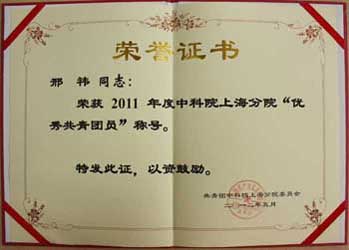 荣誉证书
邢 祎 同志：
荣获 2011 年度中科院上海分院“优
秀共青团员”称号。
特发此证，以资鼓励。
共青团中科院上海分院委员会
二〇一二年五月